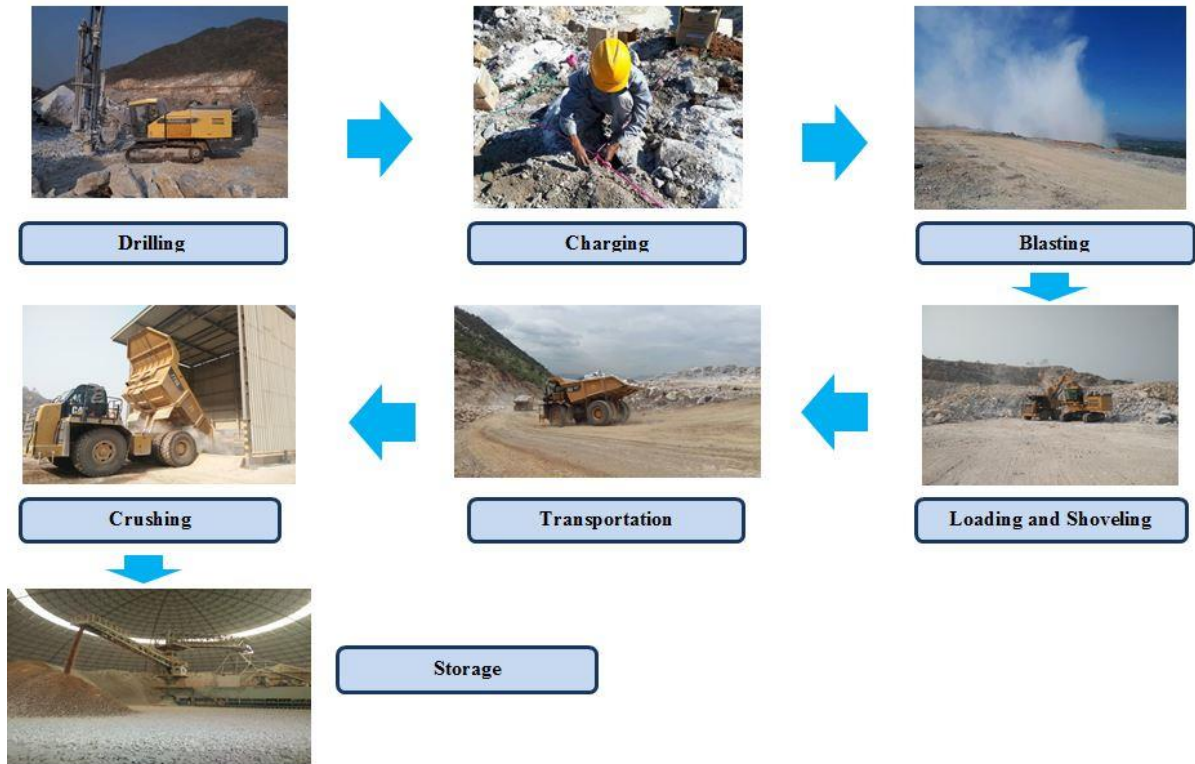 Drilling
Charging
Blasting
Loading and Shoveling
Transportation
Crushing
Storage